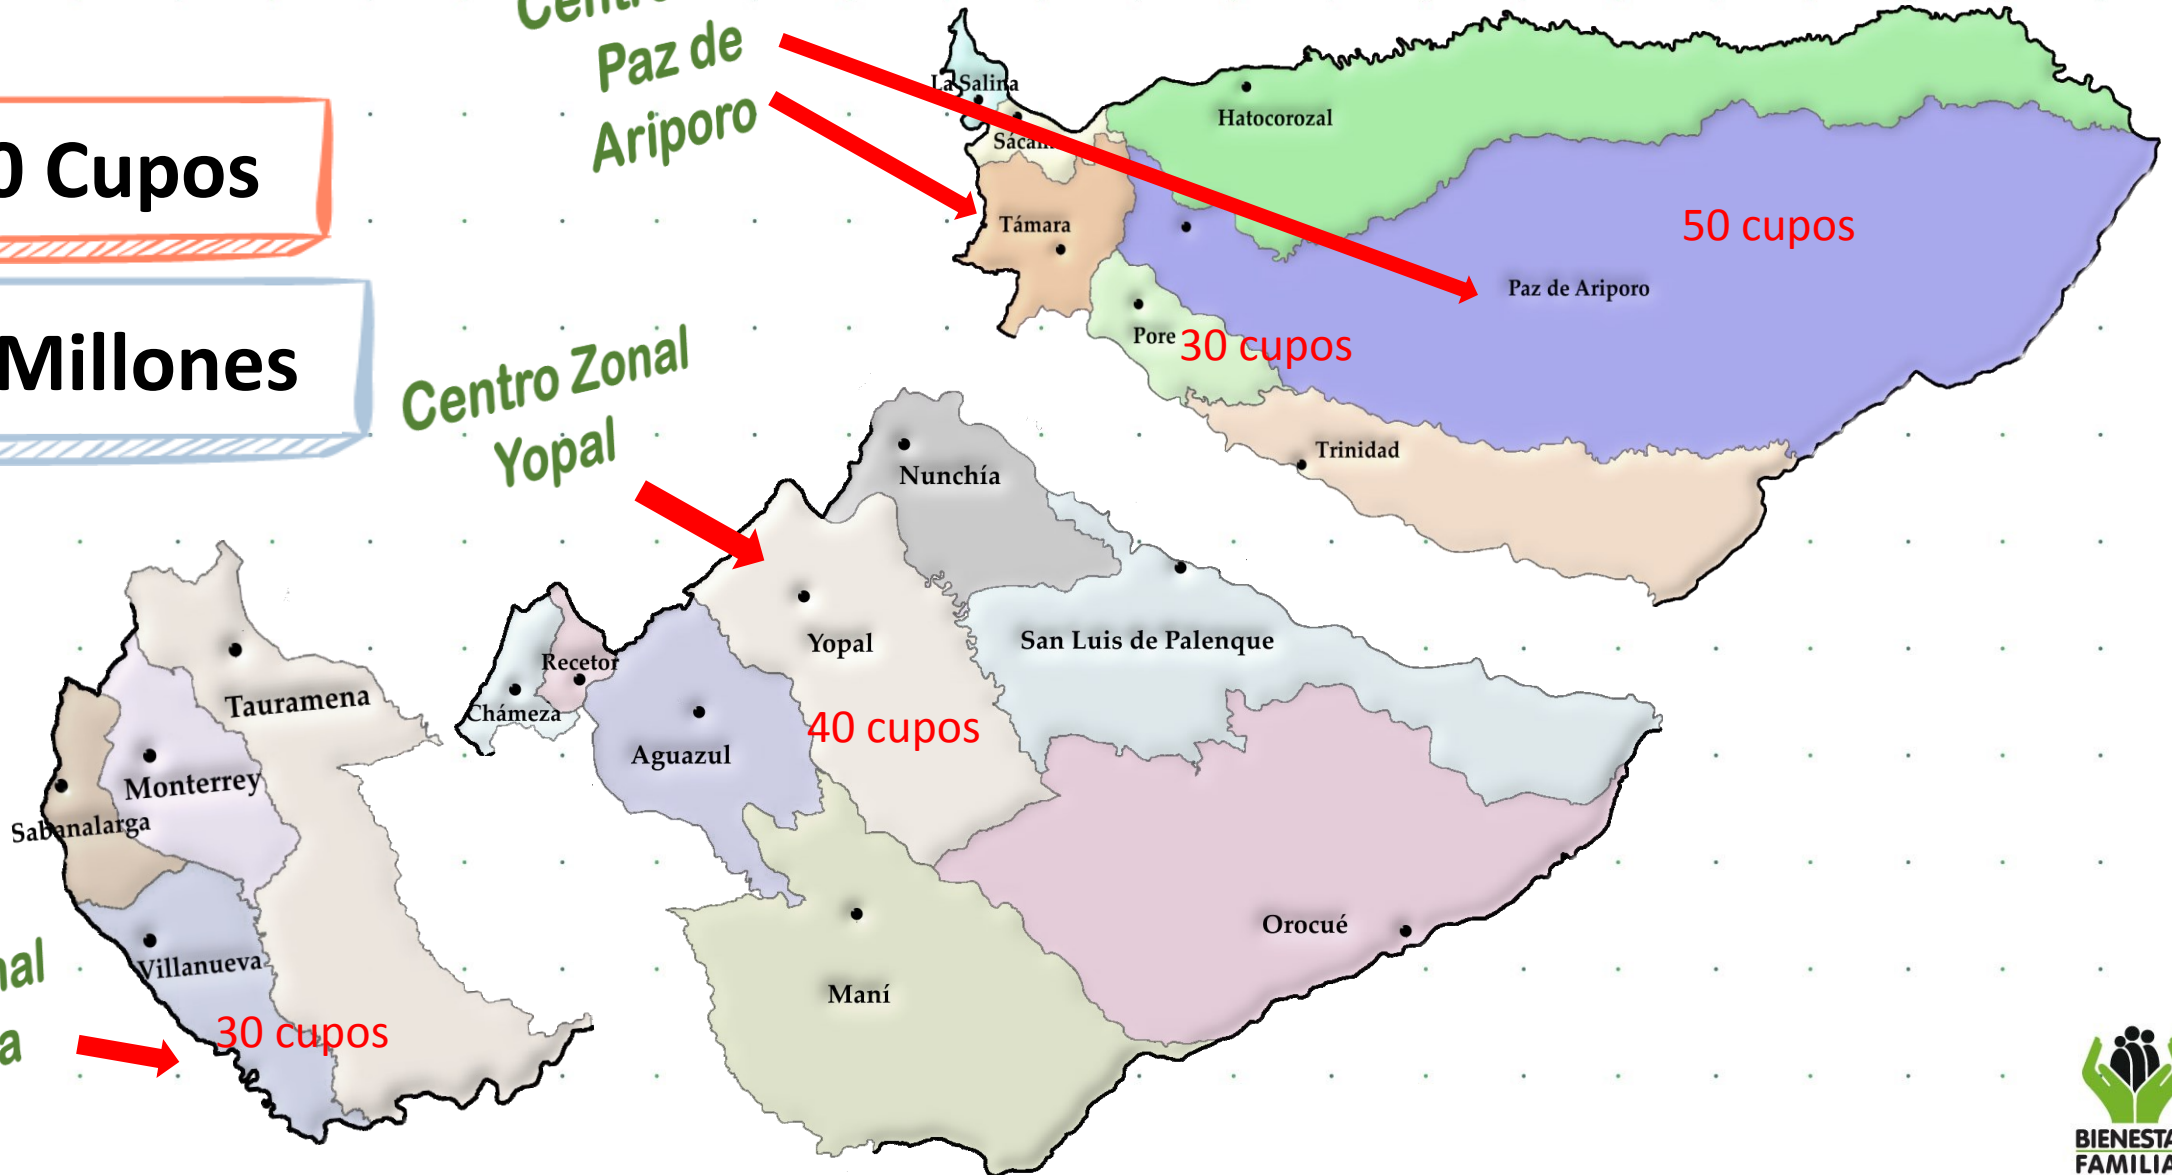 Paz de
Ariporo
0 Cupos
Millones
La Salina
Hatocorozal
Támara
50 cupos
Paz de Ariporo
Pore
30 cupos
Trinidad
Centro Zonal
Yopal
Nunchía
Yopal
San Luis de Palenque
Recetor
Chámeza
Aguazul
40 cupos
Tauramena
Monterrey
Sabanalarga
Villanueva
30 cupos
Orocué
Maní